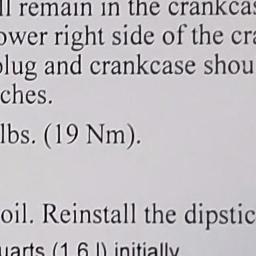 ll remain in the crankcas
ower right side of the cra
plug and crankcase shou
ches.
lbs. (19 Nm).
oil. Reinstall the dipstic
uarts (1.6 l) initially